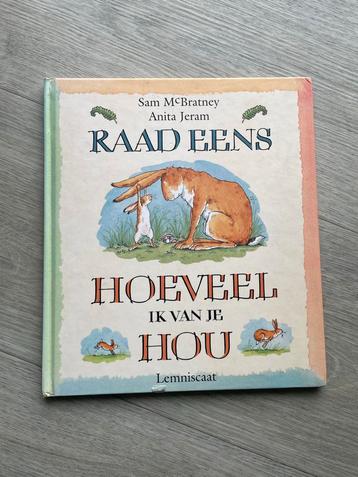 Sam McBratney
Anita Jeram
RAAD EENS
HOEVEEL
IK VAN JE
HOU
Lemniscaat